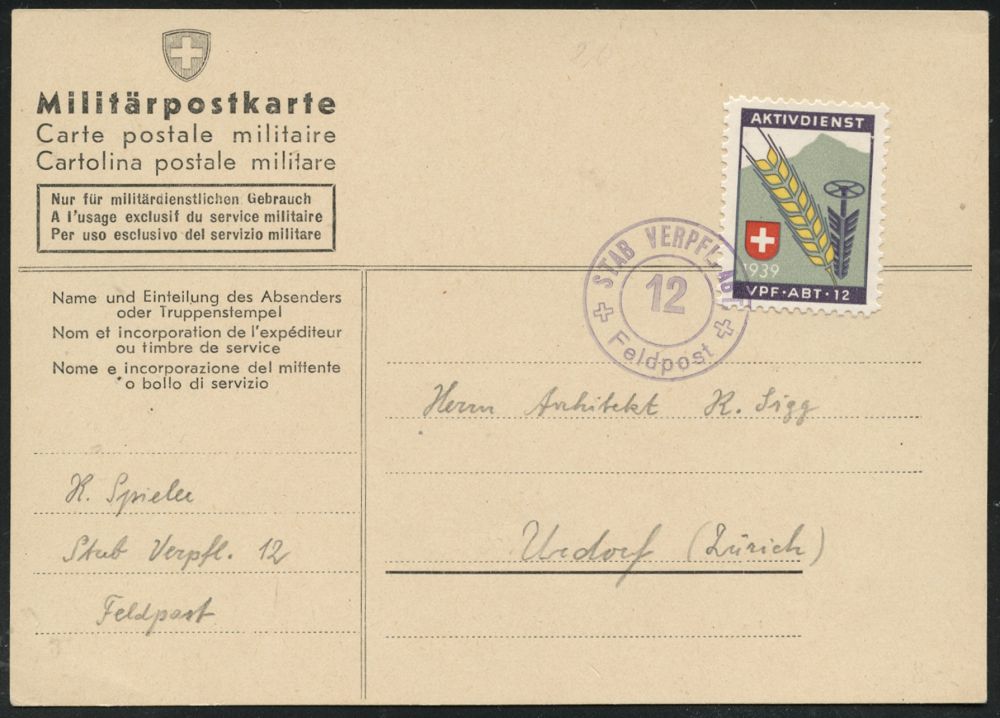 Militärpostkarte
Carte postale militaire
Cartolina postale militare
Nur für militärdienstlichen Gebrauch
A l'usage exclusif du service militaire
Per uso esclusivo del servizio militare
AKTIVDIENST
1939
VPF·ABT·12
STAB VERPFL. ABT.
12
Feldpost
Name und Einteilung des Absenders
oder Truppenstempel
Nom et incorporation de l'expéditeur
ou timbre de service
Nome e incorporazione del mittente
o bollo di servizio
H. Spieler
Stab Verpfl. 12
Feldpost
Herrn Architekt H. Sigg
Urdorf (Zürich)